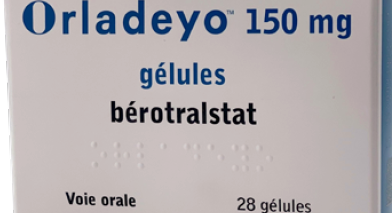 Orladeyo™ 150 mg
gélules
bérotralstat
Voie orale
28 gélules